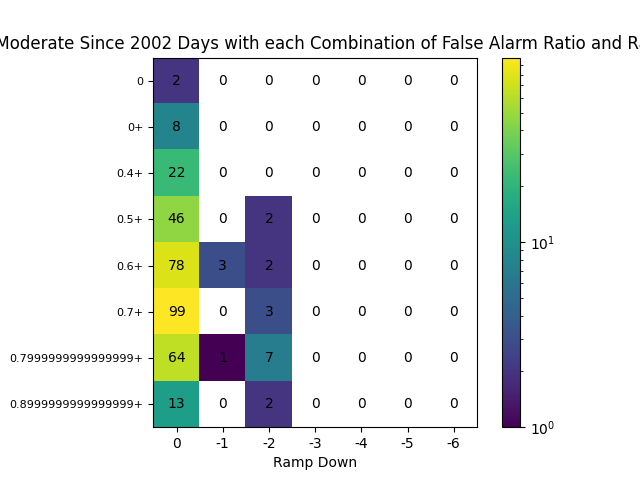 Moderate Since 2002 Days with each Combination of False Alarm Ratio and R
0 2 0 0 0 0 0 0
0+ 8 0 0 0 0 0 0
0.4+ 22 0 0 0 0 0 0
0.5+ 46 0 2 0 0 0 0
0.6+ 78 3 2 0 0 0 0
0.7+ 99 0 3 0 0 0 0
0.7999999999999999+ 64 1 7 0 0 0 0
0.8999999999999999+ 13 0 2 0 0 0 0
0 -1 -2 -3 -4 -5 -6
Ramp Down
10¹
10⁰